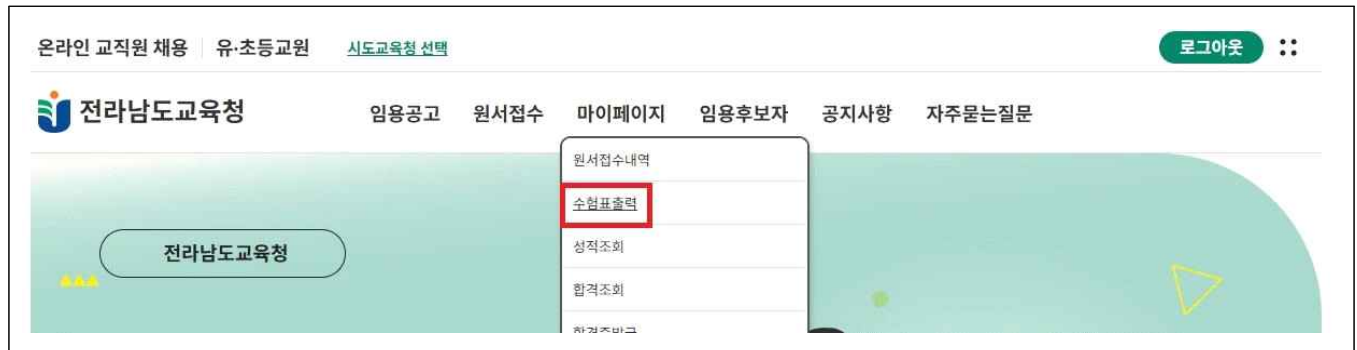 온라인 교직원 채용 유·초등교원 시도교육청 선택 로그아웃
전라남도교육청 임용공고 원서접수 마이페이지 임용후보자 공지사항 자주묻는질문
원서접수내역
수험표출력
전라남도교육청
성적조회
합격조회